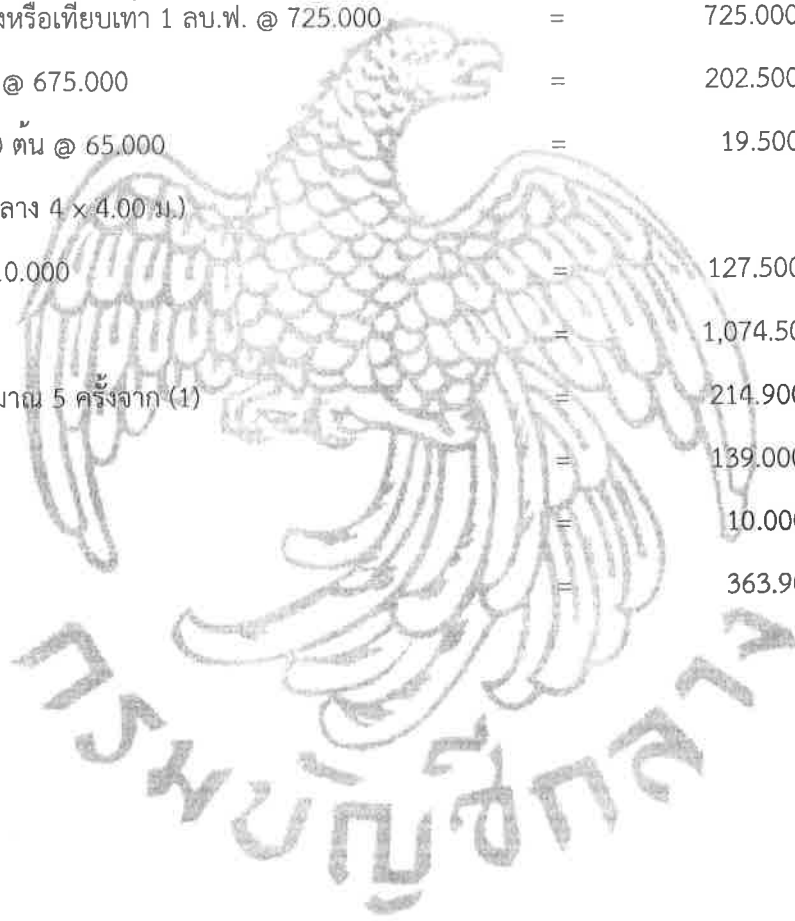 งหรือเทียบเท่า 1 ลบ.ฟ. @ 725.000 = 725.000
@ 675.000 = 202.500
ต้น @ 65.000 = 19.500
ลาง 4 x 4.00 ม.)
0.000 = 127.500
= 1,074.50
มาณ 5 ครั้งจาก (1) = 214.900
= 139.000
= 10.000
= 363.90
กรมบัญชีกลาง